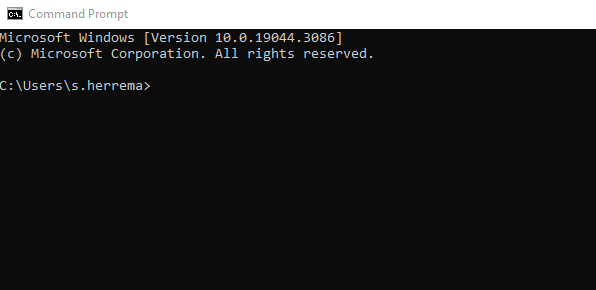 Command Prompt
Microsoft Windows [Version 10.0.19044.3086]
(c) Microsoft Corporation. All rights reserved.
C:\Users\s.herrema>